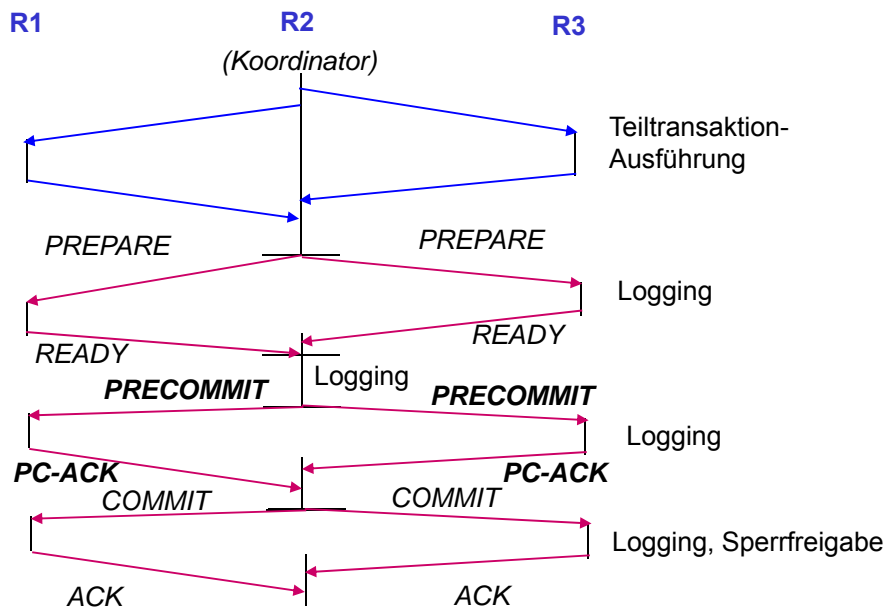 R1
R2
R3
(Koordinator)
Teiltransaktion-
Ausführung
PREPARE
PREPARE
Logging
READY
READY
Logging
PRECOMMIT
PRECOMMIT
Logging
PC-ACK
PC-ACK
COMMIT
COMMIT
Logging, Sperrfreigabe
ACK
ACK